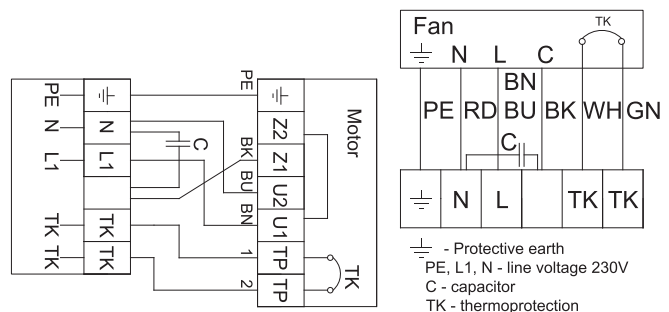 PE
N
L1
TK
TK
N
L1
TK
TK
C
PE
BK
BU
BN
1
2
Z2
Z1
U2
U1
TP
TP
Motor
TK
Fan
TK
N L C
BN
PE RD BU BK WH GN
C
N L TK TK
- Protective earth
PE, L1, N - line voltage 230V
C - capacitor
TK - thermoprotection